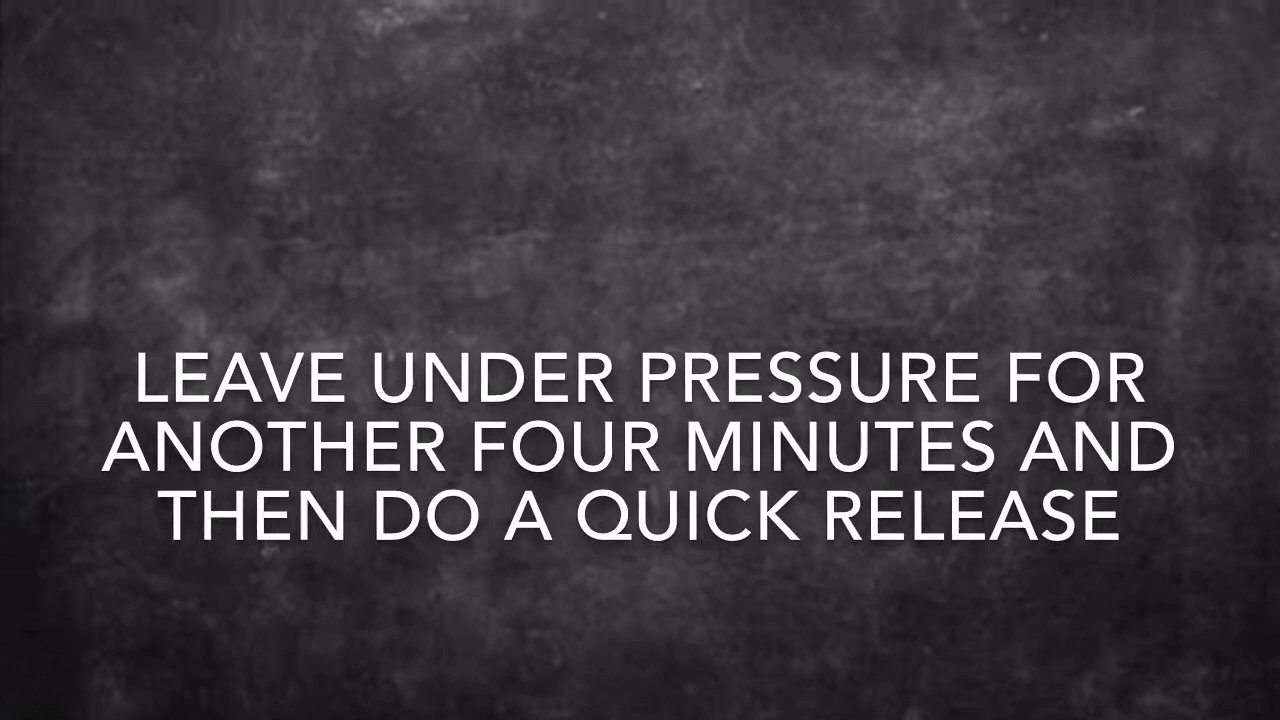 LEAVE UNDER PRESSURE FOR
ANOTHER FOUR MINUTES AND
THEN DO A QUICK RELEASE